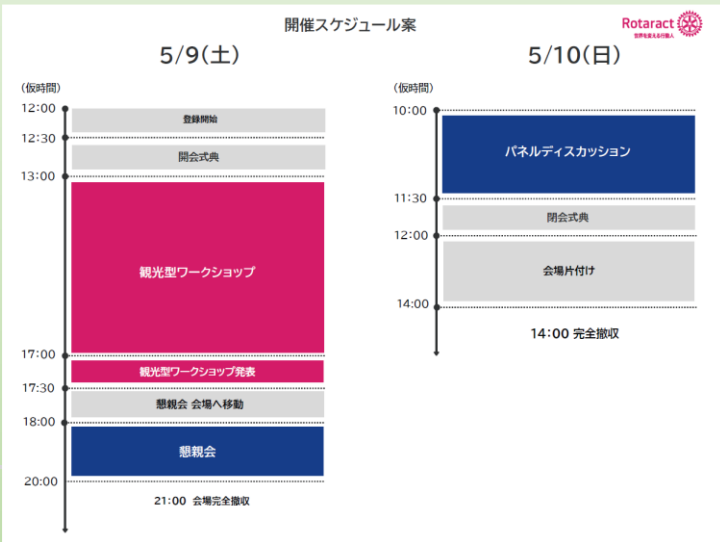 開催スケジュール案
Rotaract
世界を変える行動人
5/9(土)
(仮時間)
12:00
登録開始
12:30
開会式典
13:00
観光型ワークショップ
17:00
観光型ワークショップ発表
17:30
懇親会 会場へ移動
18:00
懇親会
20:00
21:00 会場完全撤収
5/10(日)
(仮時間)
10:00
パネルディスカッション
11:30
閉会式典
12:00
会場片付け
14:00
14:00 完全撤収